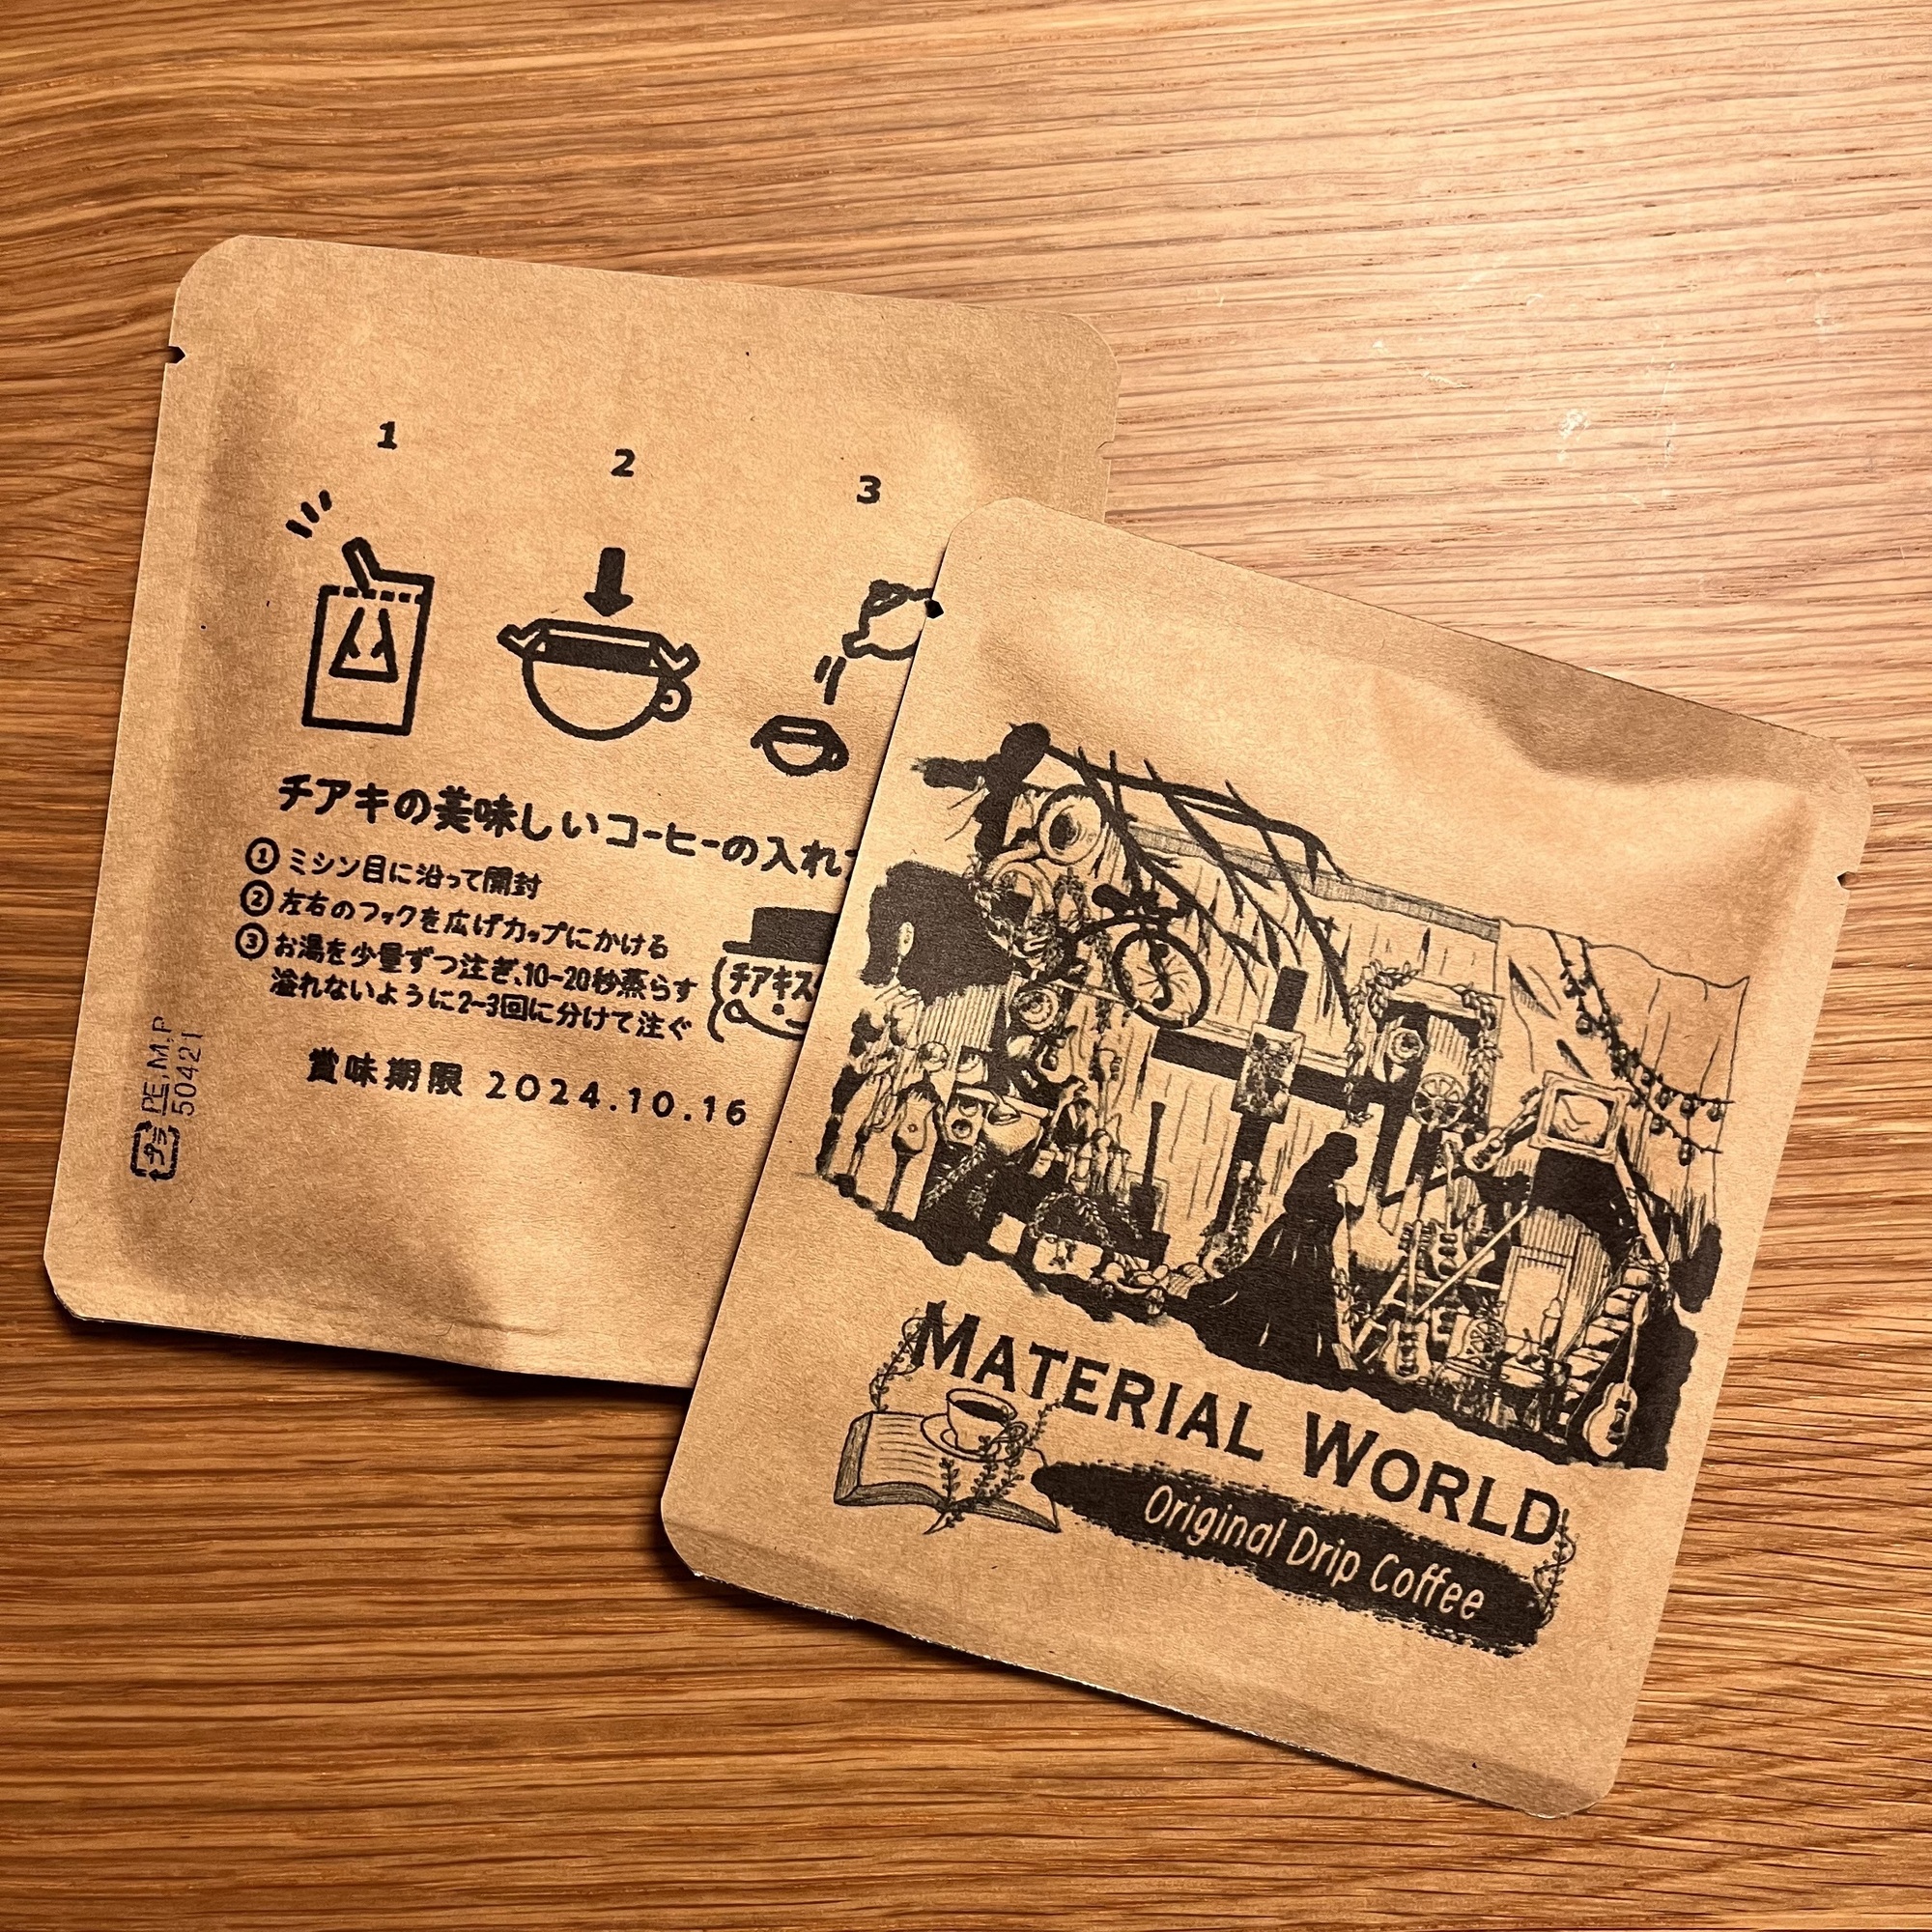 1
2
3
チアキの美味しいコーヒーの入れ
① ミシン目に沿って開封
② 左右のフックを広げカップにかける
③ お湯を少量ずつ注ぎ、10-20秒蒸らす
溢れないように2-3回に分けて注ぐ
チアキス
賞味期限 2024.10.16
プラ PE,M,P
50421
MATERIAL WORLD
Original Drip Coffee